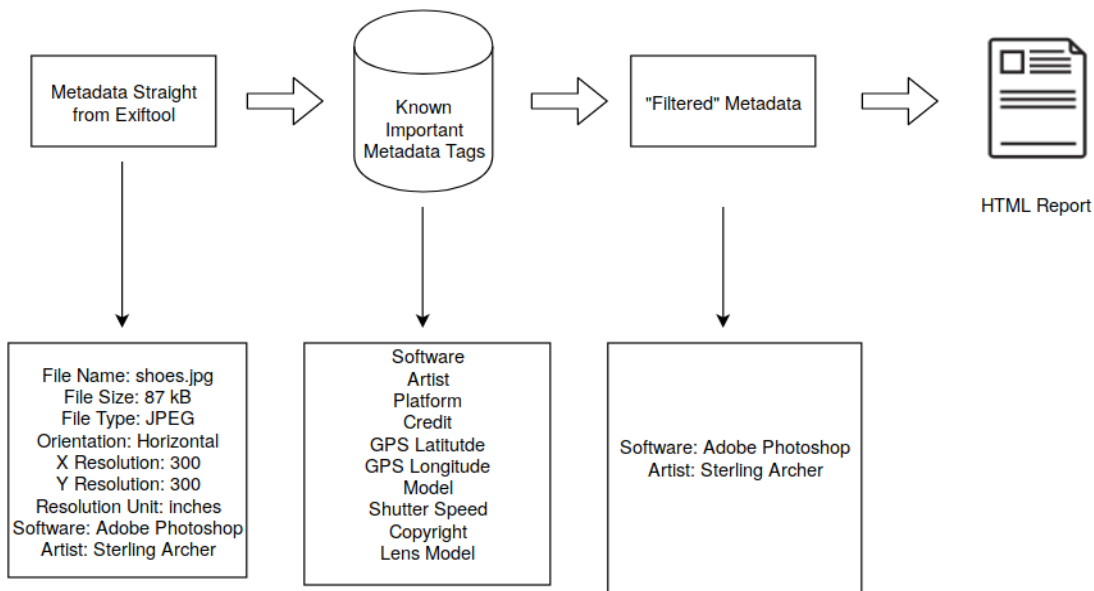 Metadata Straight
from Exiftool
Known
Important
Metadata Tags
"Filtered" Metadata
HTML Report
File Name: shoes.jpg
File Size: 87 kB
File Type: JPEG
Orientation: Horizontal
X Resolution: 300
Y Resolution: 300
Resolution Unit: inches
Software: Adobe Photoshop
Artist: Sterling Archer
Software
Artist
Platform
Credit
GPS Latitutde
GPS Longitude
Model
Shutter Speed
Copyright
Lens Model
Software: Adobe Photoshop
Artist: Sterling Archer